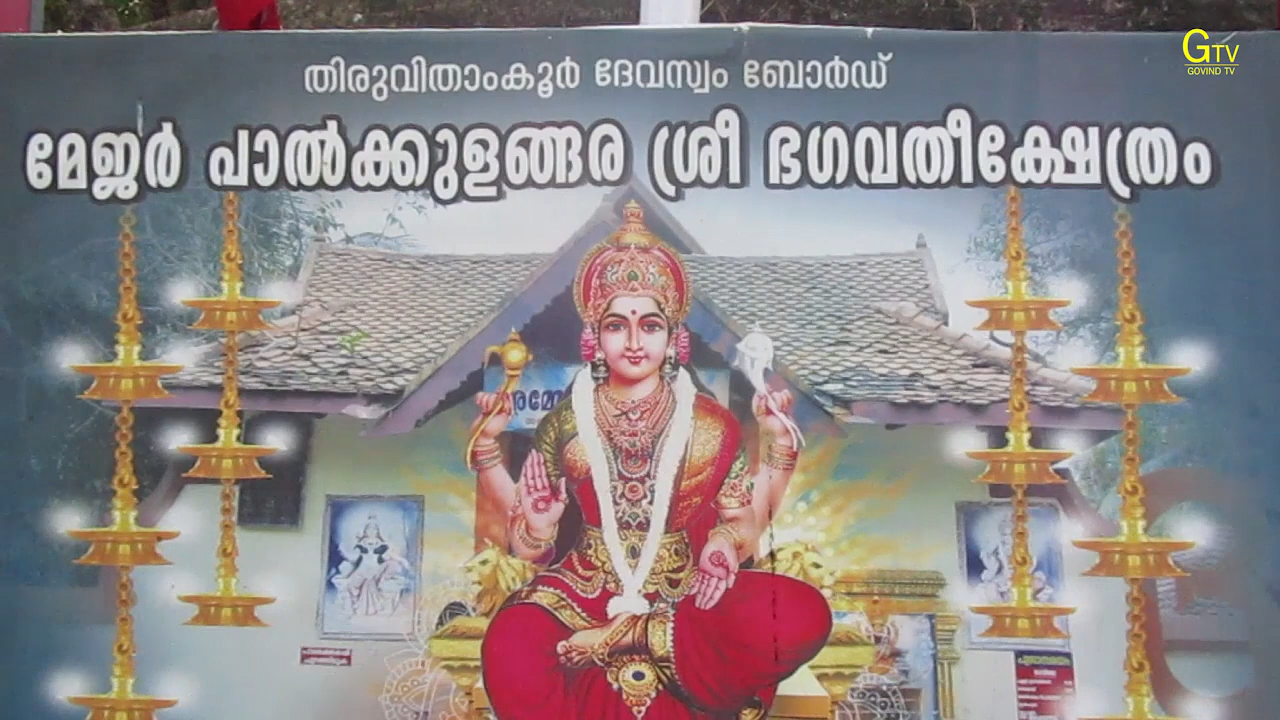 GTV
GOVIND TV
തിരുവിതാംകൂർ ദേവസ്വം ബോർഡ്
മേജർ പാൽക്കുളങ്ങര ശ്രീ ഭഗവതീക്ഷേത്രം